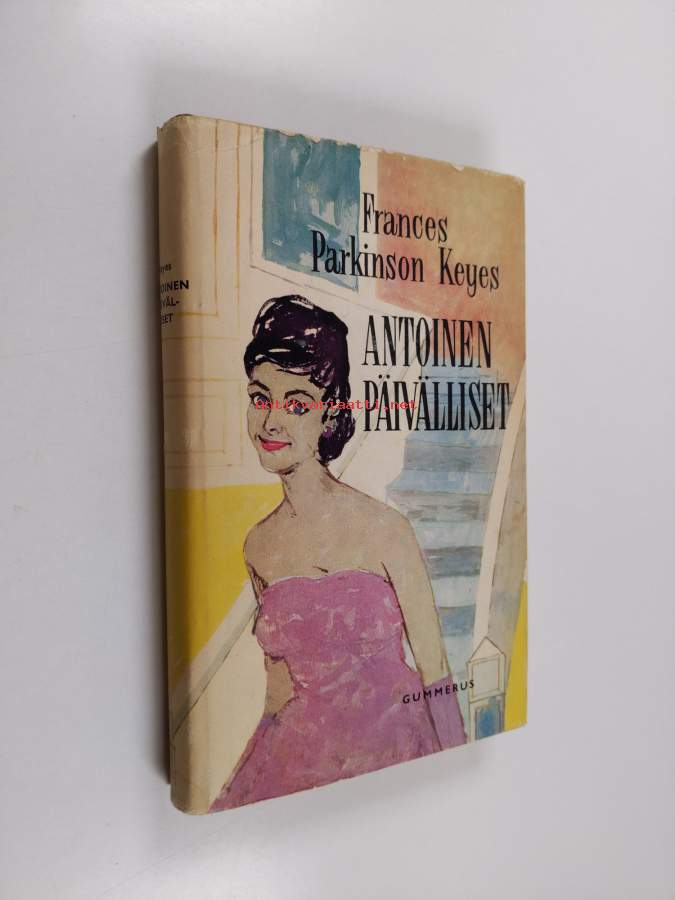 Frances
Parkinson Keyes
ANTOINEN
PÄIVÄLLISET
antikvariaatti.net
GUMMERUS